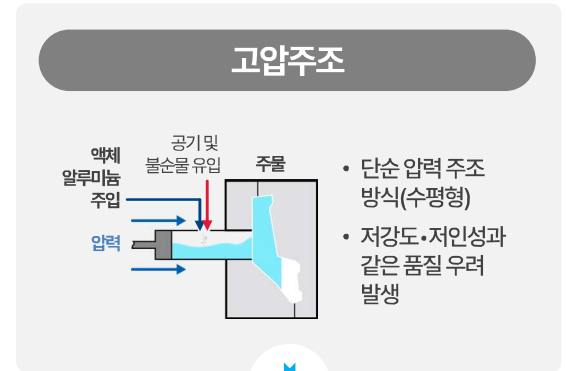 고압주조
공기 및
불순물 유입
액체
알루미늄
주입
주물
압력
• 단순 압력 주조
방식(수평형)
• 저강도•저인성과
같은 품질 우려
발생